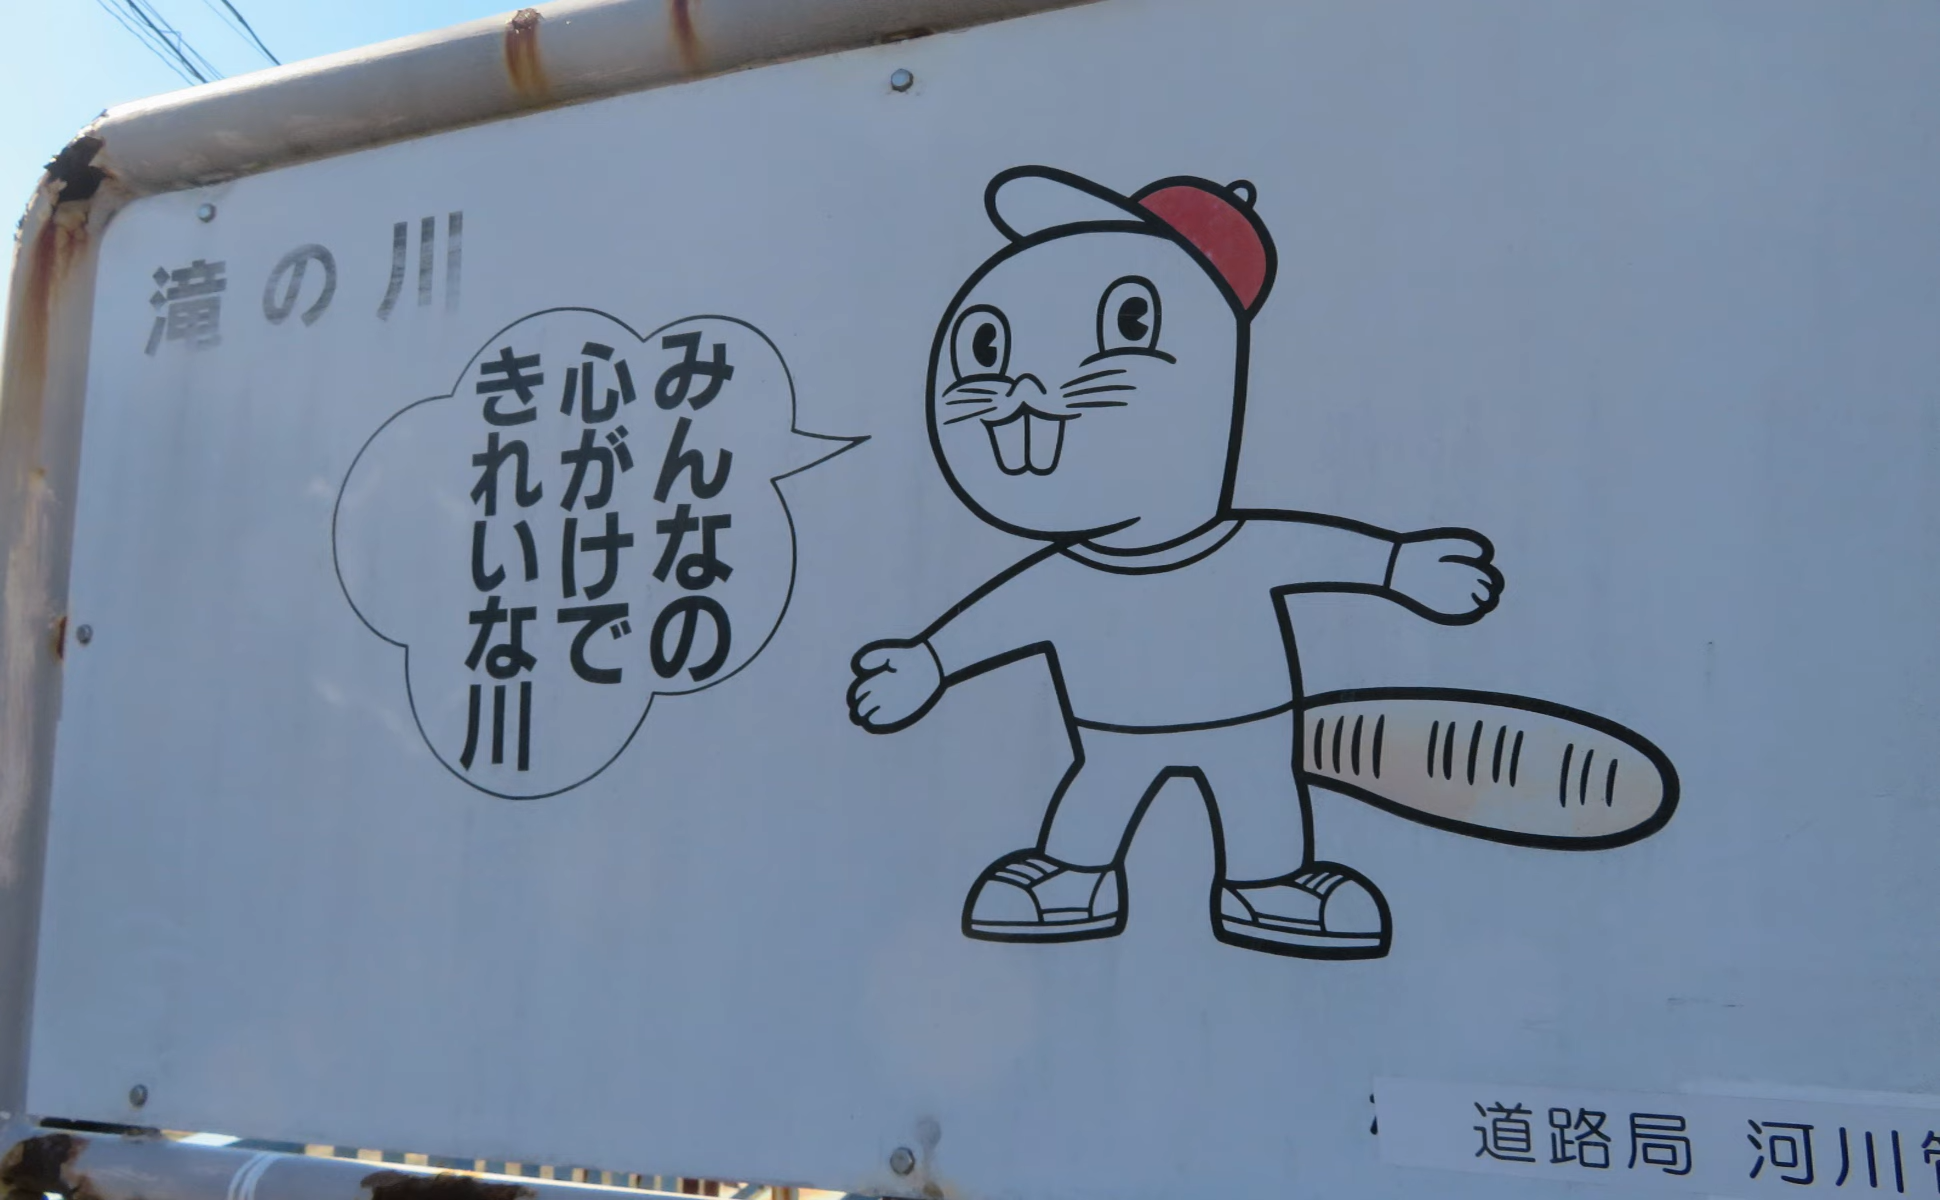 滝の川
みんなの
心がけで
きれいな川
道路局 河川管